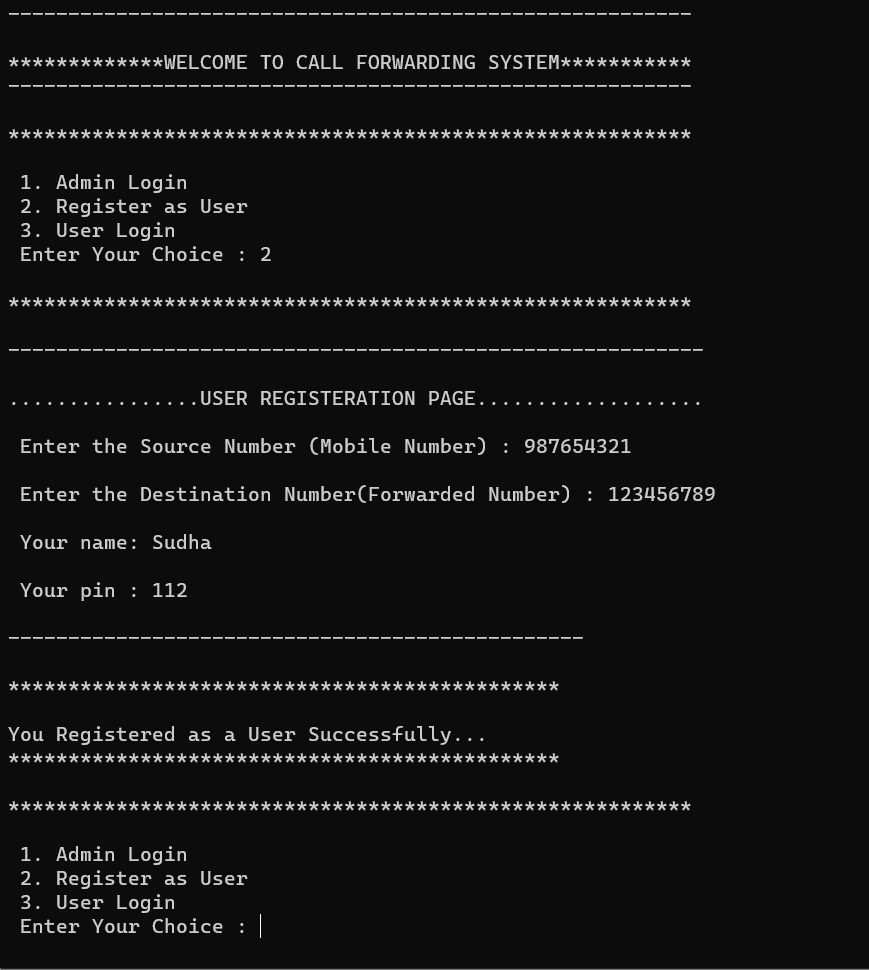 ---------------------------------------------------------
*************WELCOME TO CALL FORWARDING SYSTEM***********
---------------------------------------------------------
*********************************************************
1. Admin Login
2. Register as User
3. User Login
Enter Your Choice : 2
*********************************************************
----------------------------------------------------------
................USER REGISTERATION PAGE...................
Enter the Source Number (Mobile Number) : 987654321
Enter the Destination Number(Forwarded Number) : 123456789
Your name: Sudha
Your pin : 112
------------------------------------------------
**********************************************
You Registered as a User Successfully...
**********************************************
*********************************************************
1. Admin Login
2. Register as User
3. User Login
Enter Your Choice :